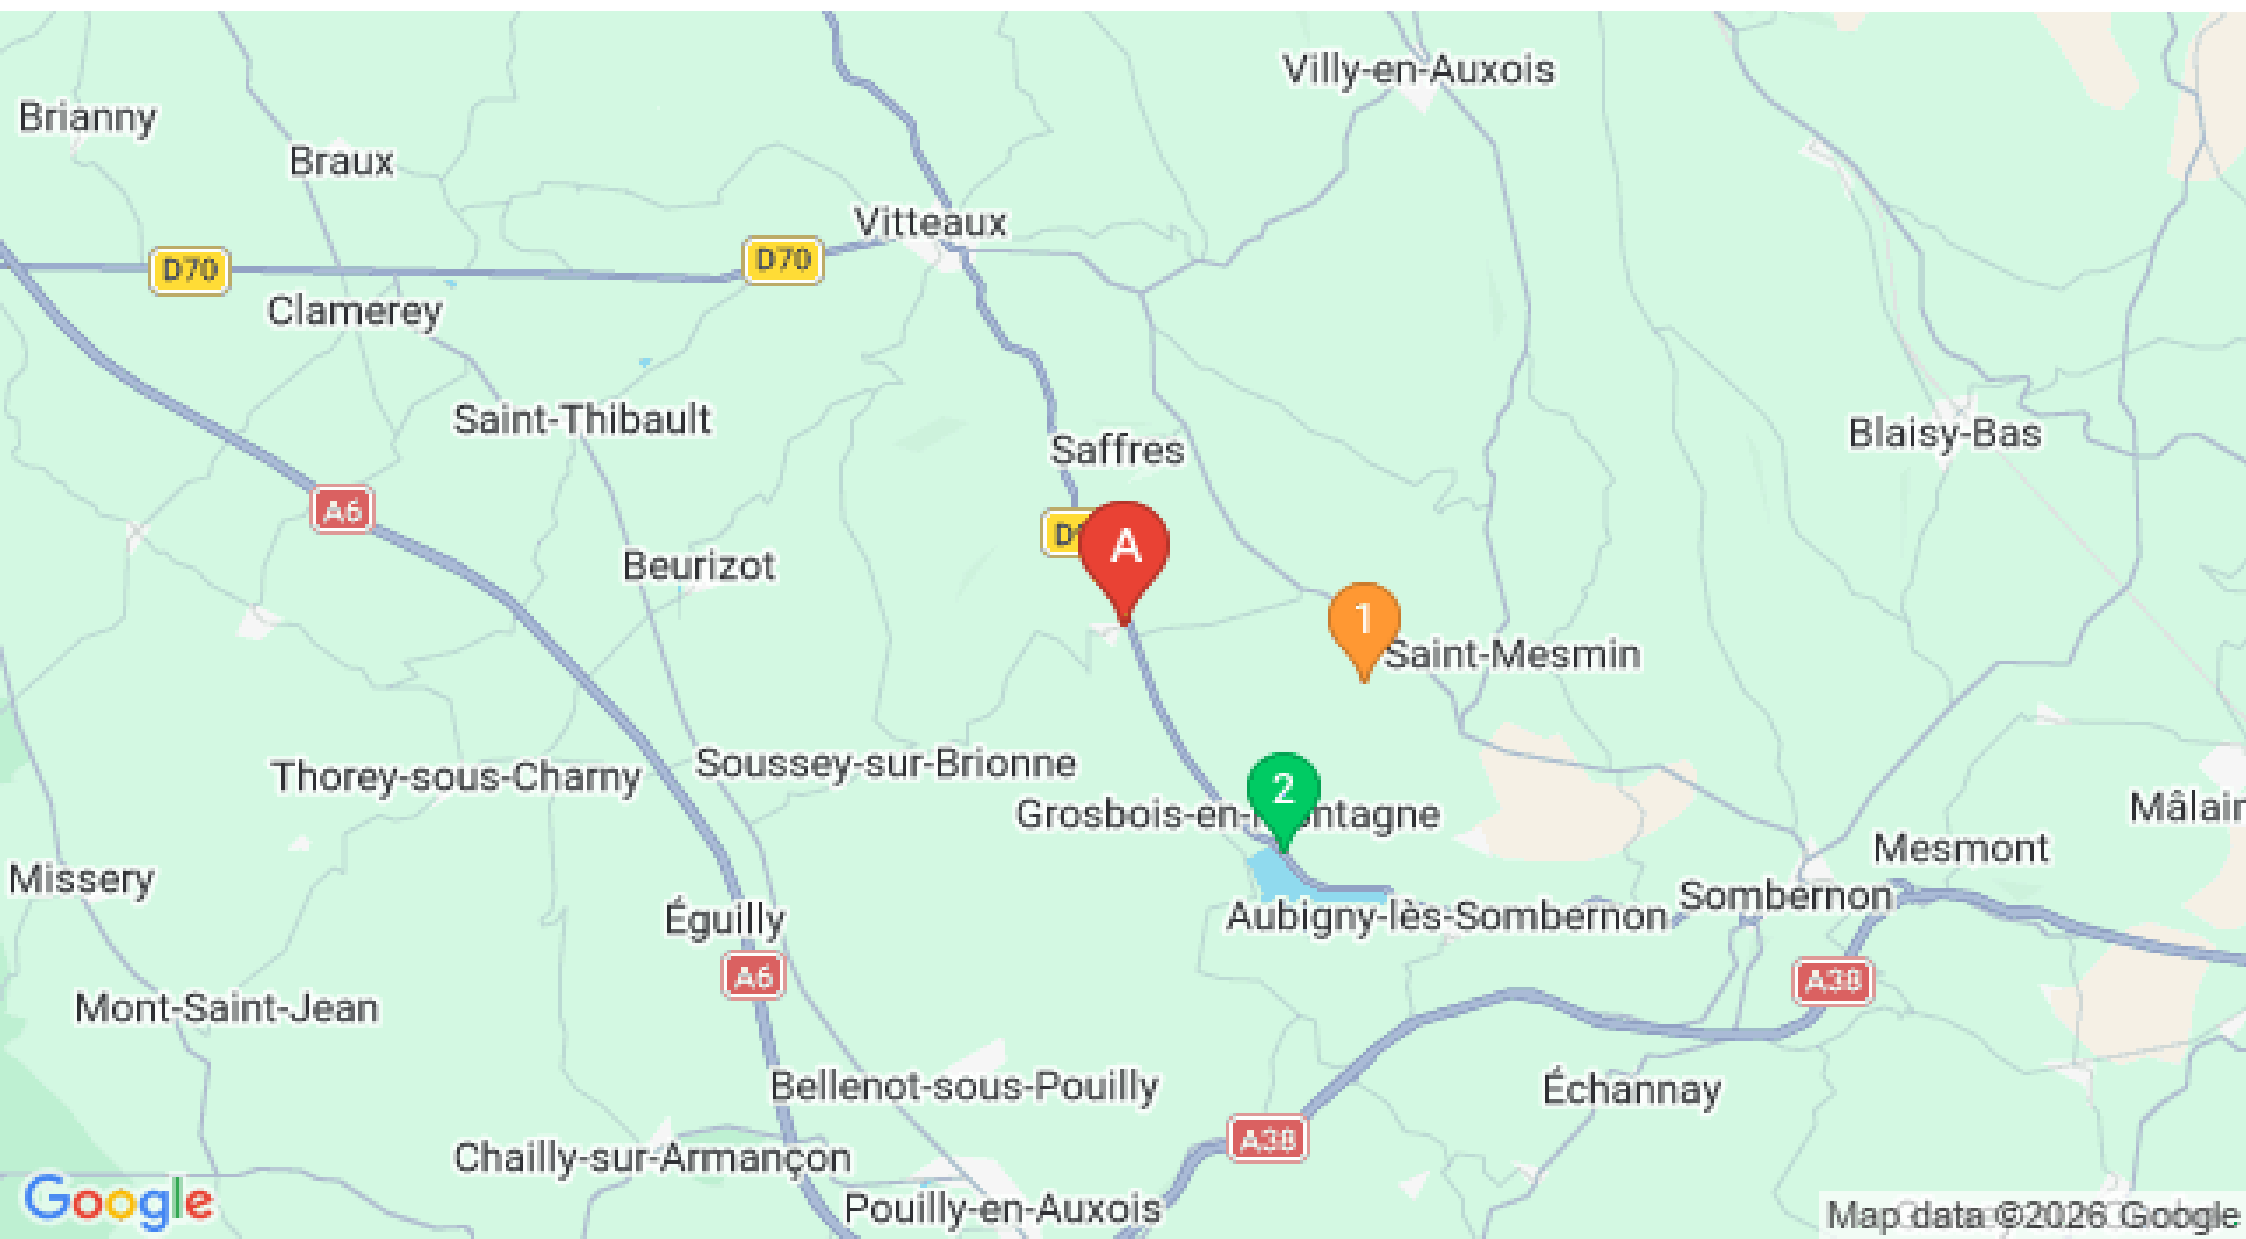 Villy-en-Auxois
Brianny
Braux
Vitteaux
D70
D70
Clamerey
Saint-Thibault
Saffres
Blaisy-Bas
A6
A
Beurizot
1
Saint-Mesmin
Soussey-sur-Brionne
Thorey-sous-Charny
2
Grosbois-en-Montagne
Mâlain
Mesmont
Missery
Sombernon
Éguilly
Aubigny-lès-Sombernon
A6
A38
Mont-Saint-Jean
Bellenot-sous-Pouilly
Échannay
A38
Chailly-sur-Armançon
Pouilly-en-Auxois
Google
Map data ©2026 Google